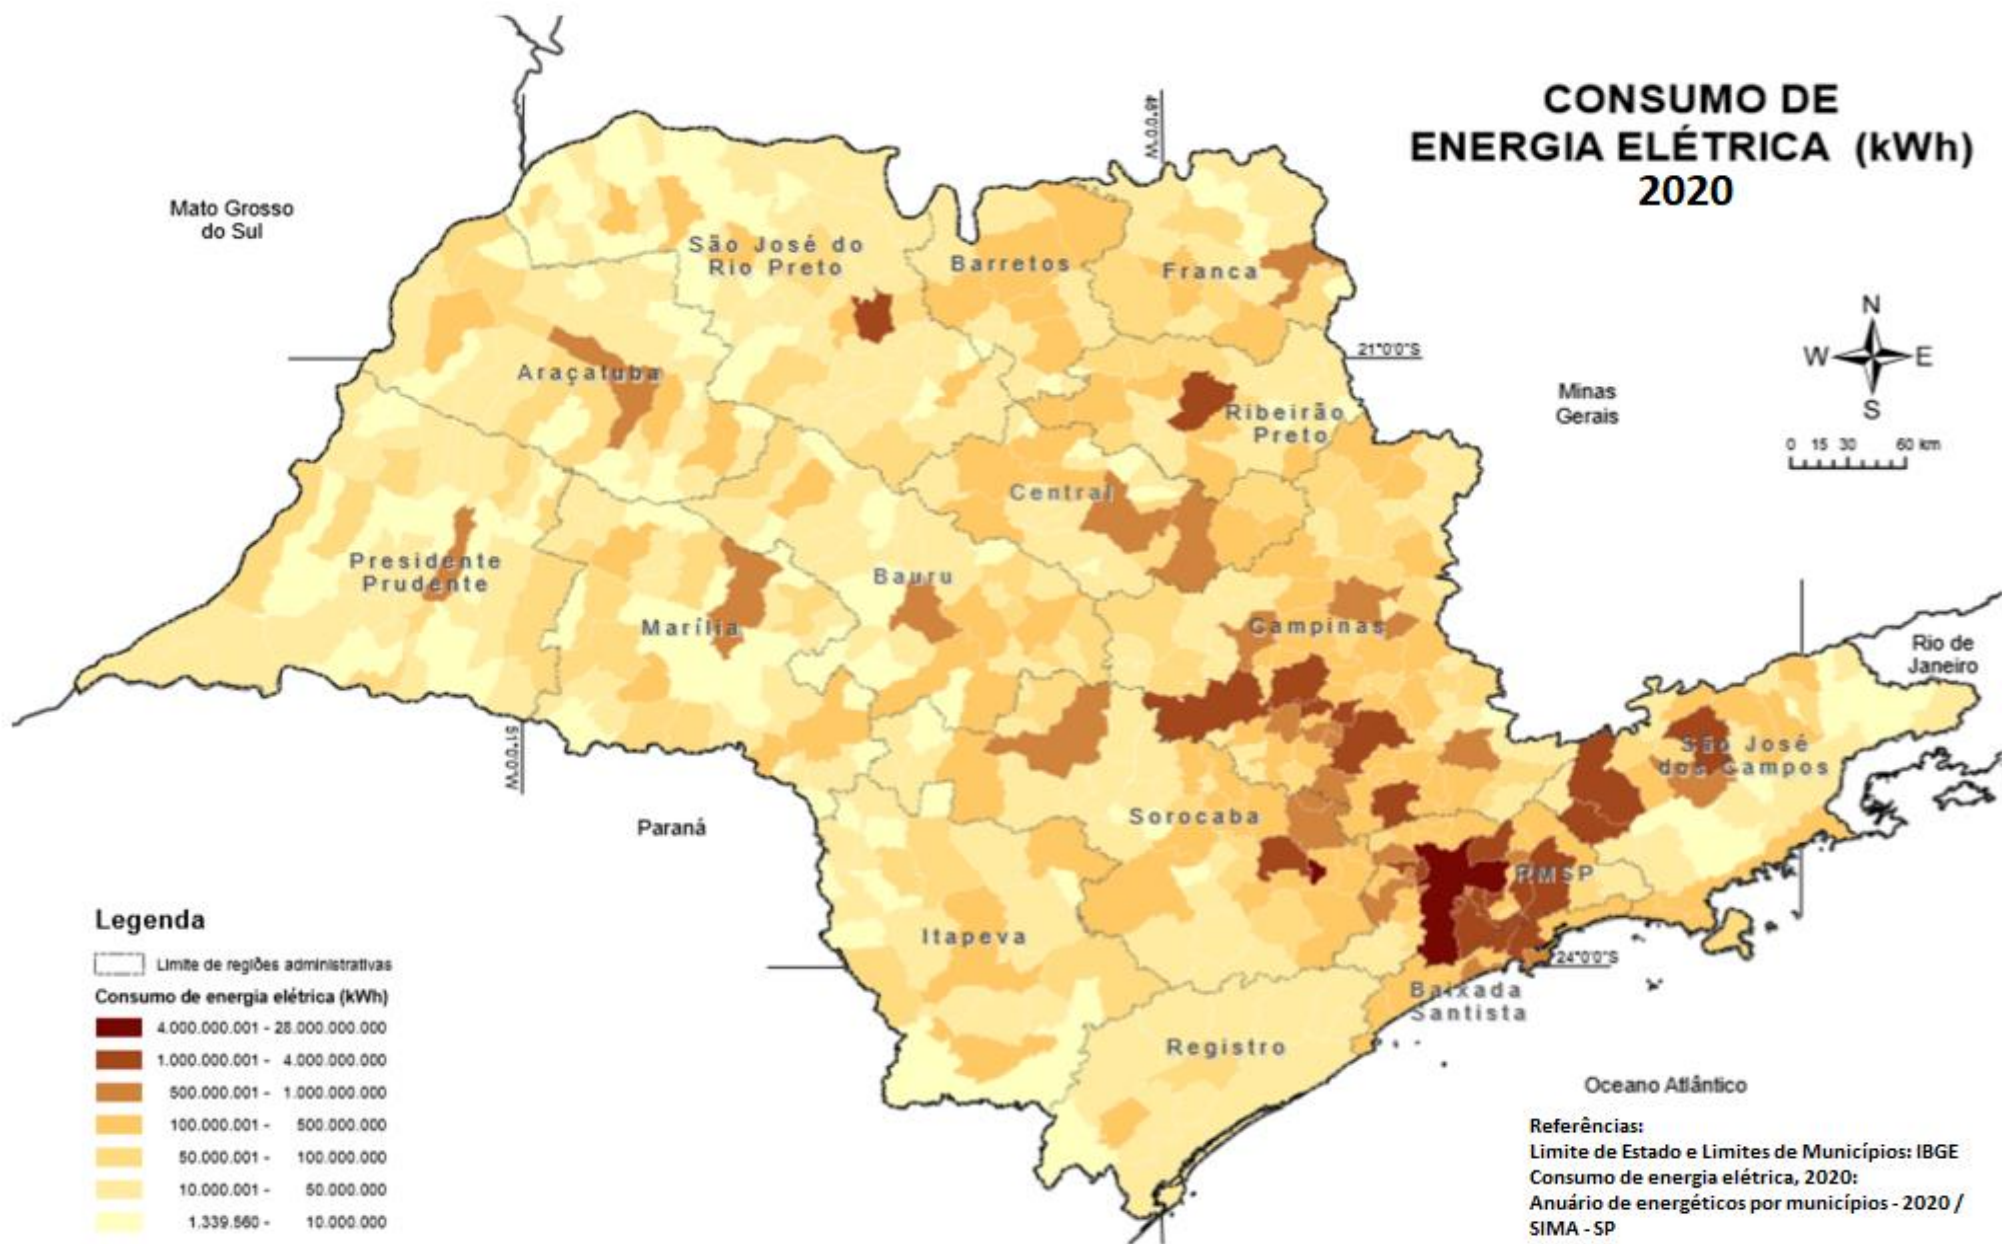 CONSUMO DE
ENERGIA ELÉTRICA (kWh)
2020
48°0'0"W
Mato Grosso
do Sul
São José do
Rio Preto
Barretos
Franca
N
W E
S
21°0'0"S
Minas
Gerais
0 15 30 60 km
Araçatuba
Ribeirão
Preto
Central
Presidente
Prudente
Bauru
Marília
Campinas
Rio de
Janeiro
51°0'0"W
São José
dos Campos
Paraná
Sorocaba
RMSP
Itapeva
24°0'0"S
Baixada
Santista
Registro
Oceano Atlântico
Legenda
Limite de regiões administrativas
Consumo de energia elétrica (kWh)
4.000.000.001 - 28.000.000.000
1.000.000.001 - 4.000.000.000
500.000.001 - 1.000.000.000
100.000.001 - 500.000.000
50.000.001 - 100.000.000
10.000.001 - 50.000.000
1.339.560 - 10.000.000
Referências:
Limite de Estado e Limites de Municípios: IBGE
Consumo de energia elétrica, 2020:
Anuário de energéticos por municípios - 2020 /
SIMA - SP